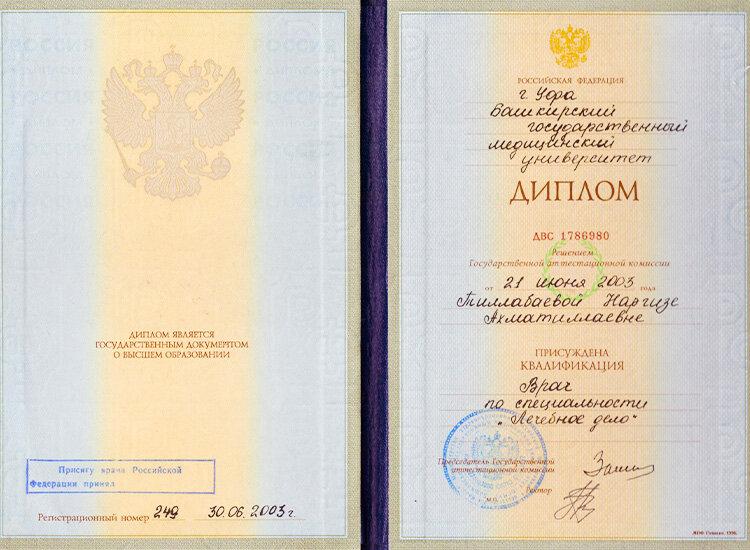 РОССИЯ
РОССИЯ
ДИПЛОМ ЯВЛЯЕТСЯ
ГОСУДАРСТВЕННЫМ ДОКУМЕНТОМ
О ВЫСШЕМ ОБРАЗОВАНИИ
Присягу врача Российской
Федерации принял
Регистрационный номер 249 30.06.2003 г.
РОССИЙСКАЯ ФЕДЕРАЦИЯ
г. Уфа
Башкирский
государственный
медицинский
университет
ДИПЛОМ
ДВС 1786980
Решением
Государственной аттестационной комиссии
от 21 июня 2003 года
Тиллабаевой Наргизе
Ахматиллаевне
ПРИСУЖДЕНА
КВАЛИФИКАЦИЯ
Врач
по специальности
„Лечебное дело"
Председатель Государственной
аттестационной комиссии
М.П. Ректор